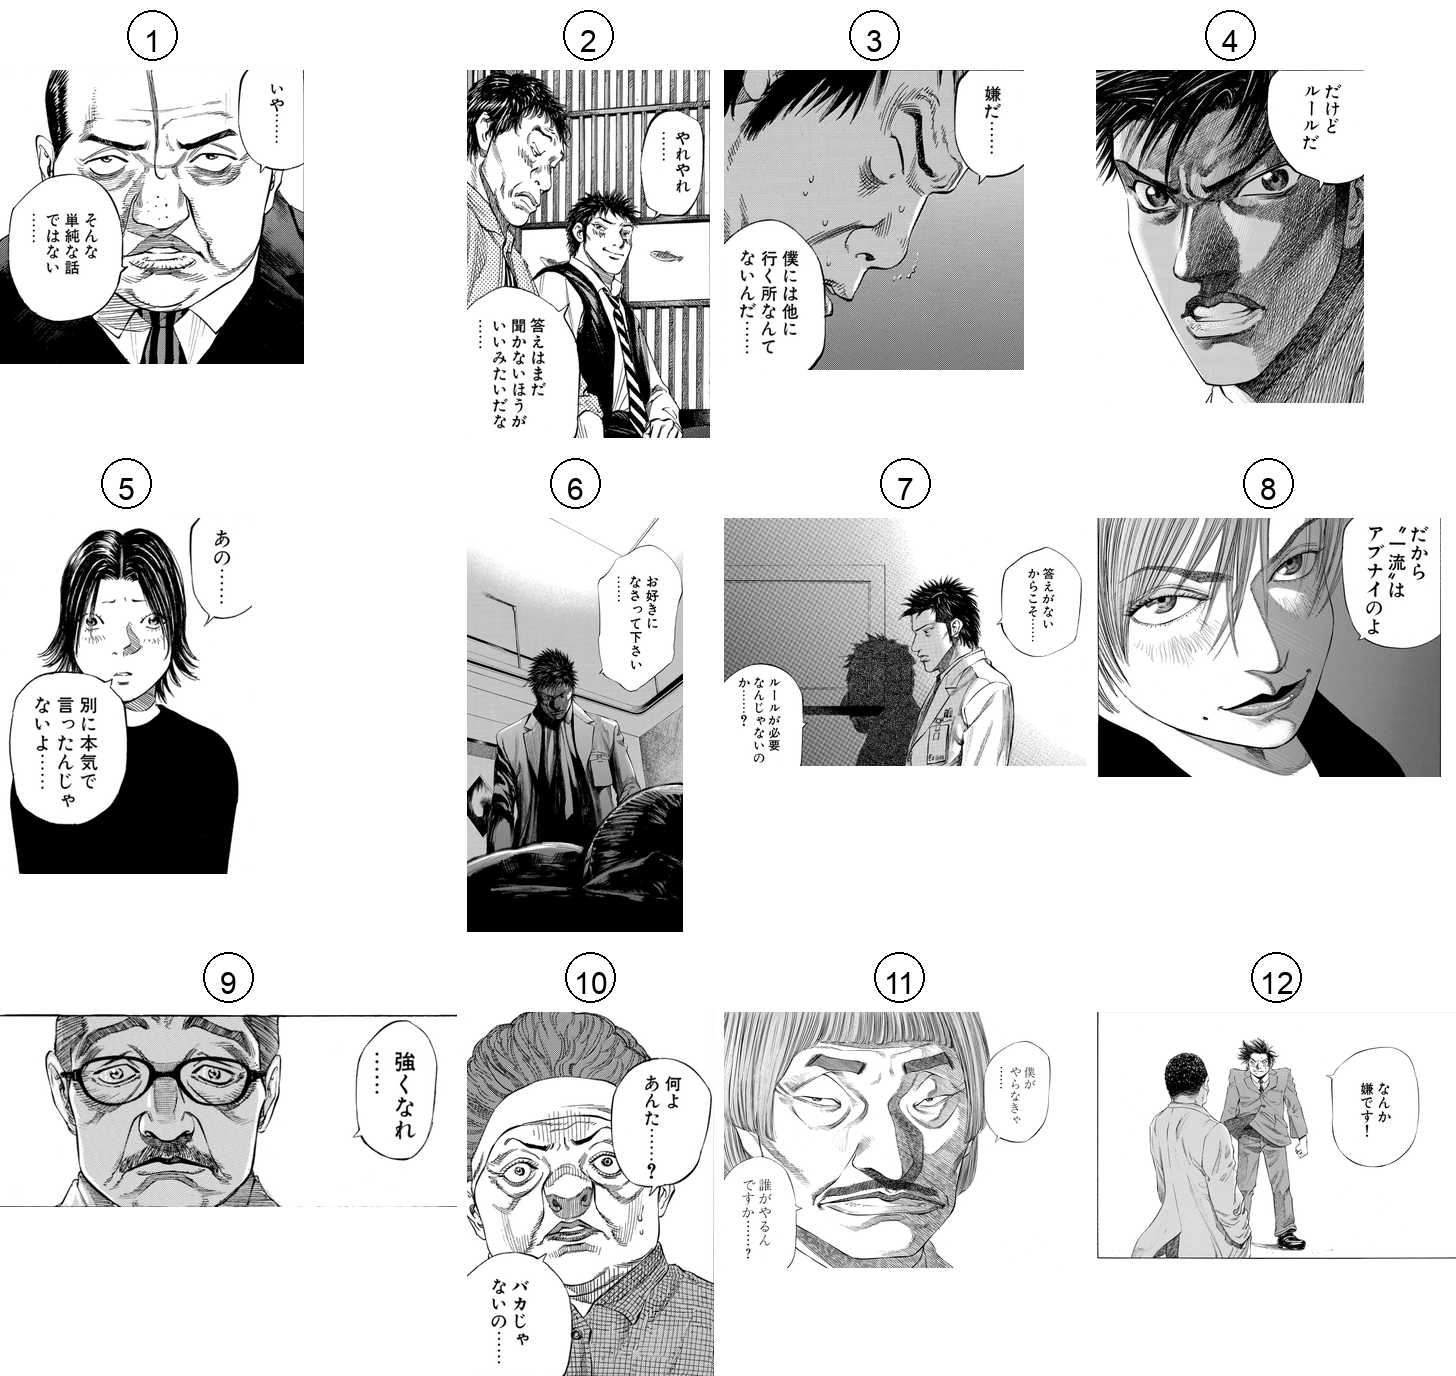 1
いや……
そんな
単純な話
ではない
……
2
やれやれ
……
答えはまだ
聞かないほうが
いいみたいだな
……
3
嫌だ……
僕には他に
行く所なんて
ないんだ……
4
だけど
ルールだ
5
あの……
別に本気で
言ったんじゃ
ないよ……
6
お好きに
なさって下さい
……
7
答えがない
からこそ……
ルールが必要
なんじゃないの
か……？
8
だから
〝一流〟は
アブナイのよ
9
強くなれ
……
10
何よ
あんた……？
バカじゃ
ないの……
11
僕が
やらなきゃ
……
誰がやるん
ですか……？
12
なんか
嫌です！